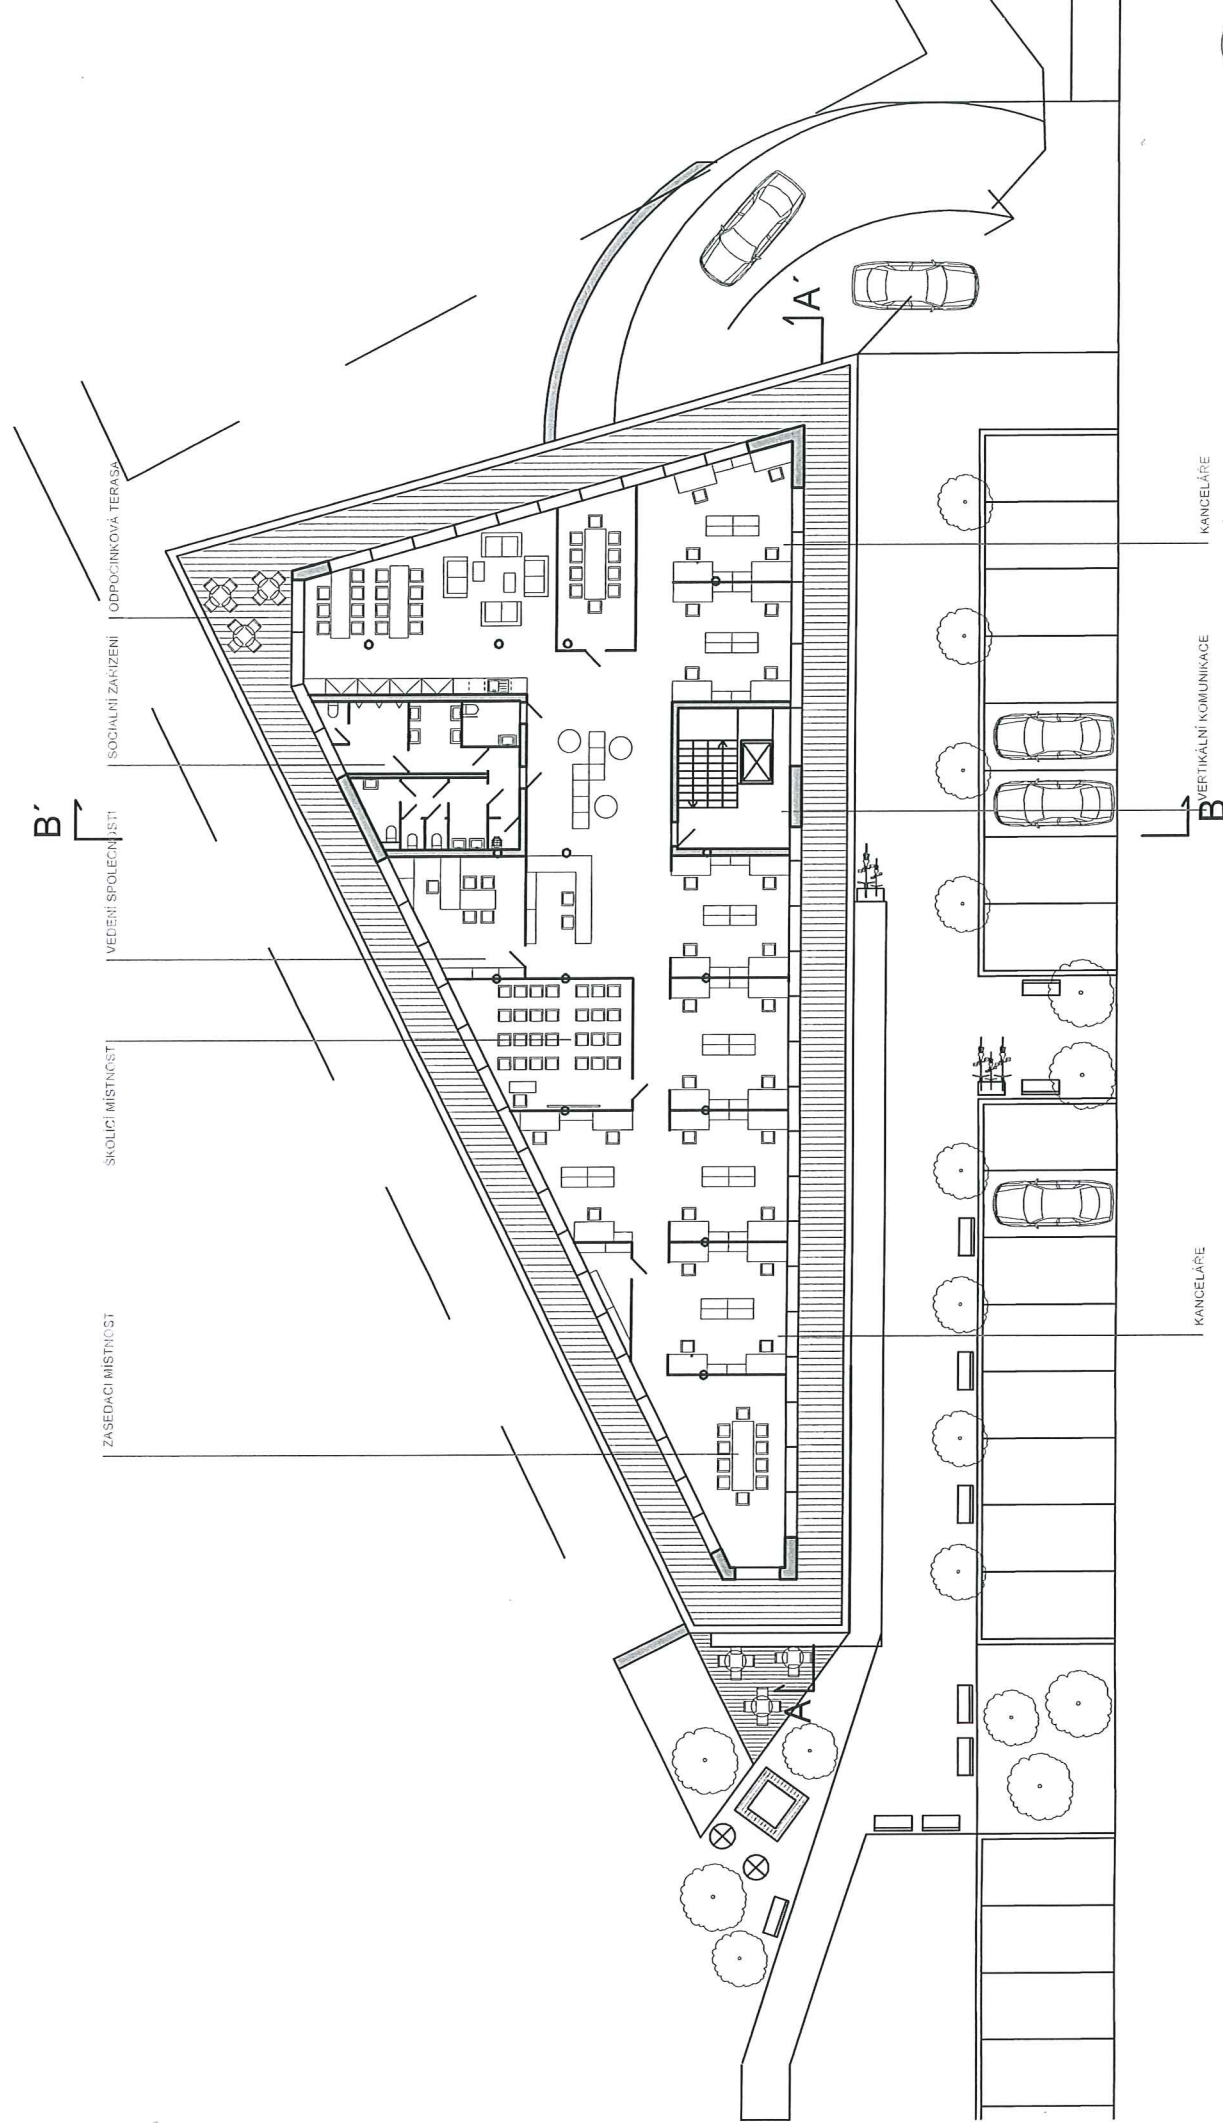 ZASEDACÍ MÍSTNOST
ŠKOLICÍ MÍSTNOST
VEDENÍ SPOLEČNOSTI
SOCIÁLNÍ ZAŘÍZENÍ
ODPOČINKOVÁ TERASA
B´
A
A´
B
KANCELÁŘE
VERTIKÁLNÍ KOMUNIKACE
KANCELÁŘE